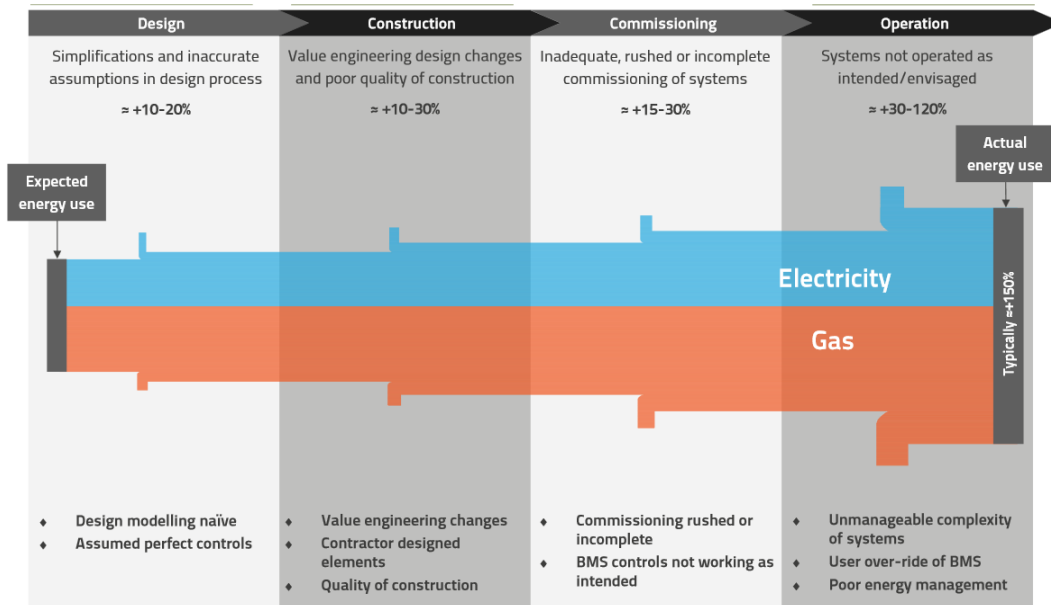 Design
Construction
Commissioning
Operation
Simplifications and inaccurate
assumptions in design process
≈ +10-20%
Value engineering design changes
and poor quality of construction
≈ +10-30%
Inadequate, rushed or incomplete
commissioning of systems
≈ +15-30%
Systems not operated as
intended/envisaged
≈ +30-120%
Expected
energy use
Actual
energy use
Electricity
Gas
Typically ≈+150%
♦ Design modelling naïve
♦ Assumed perfect controls
♦ Value engineering changes
♦ Contractor designed
elements
♦ Quality of construction
♦ Commissioning rushed or
incomplete
♦ BMS controls not working as
intended
♦ Unmanageable complexity
of systems
♦ User over-ride of BMS
♦ Poor energy management